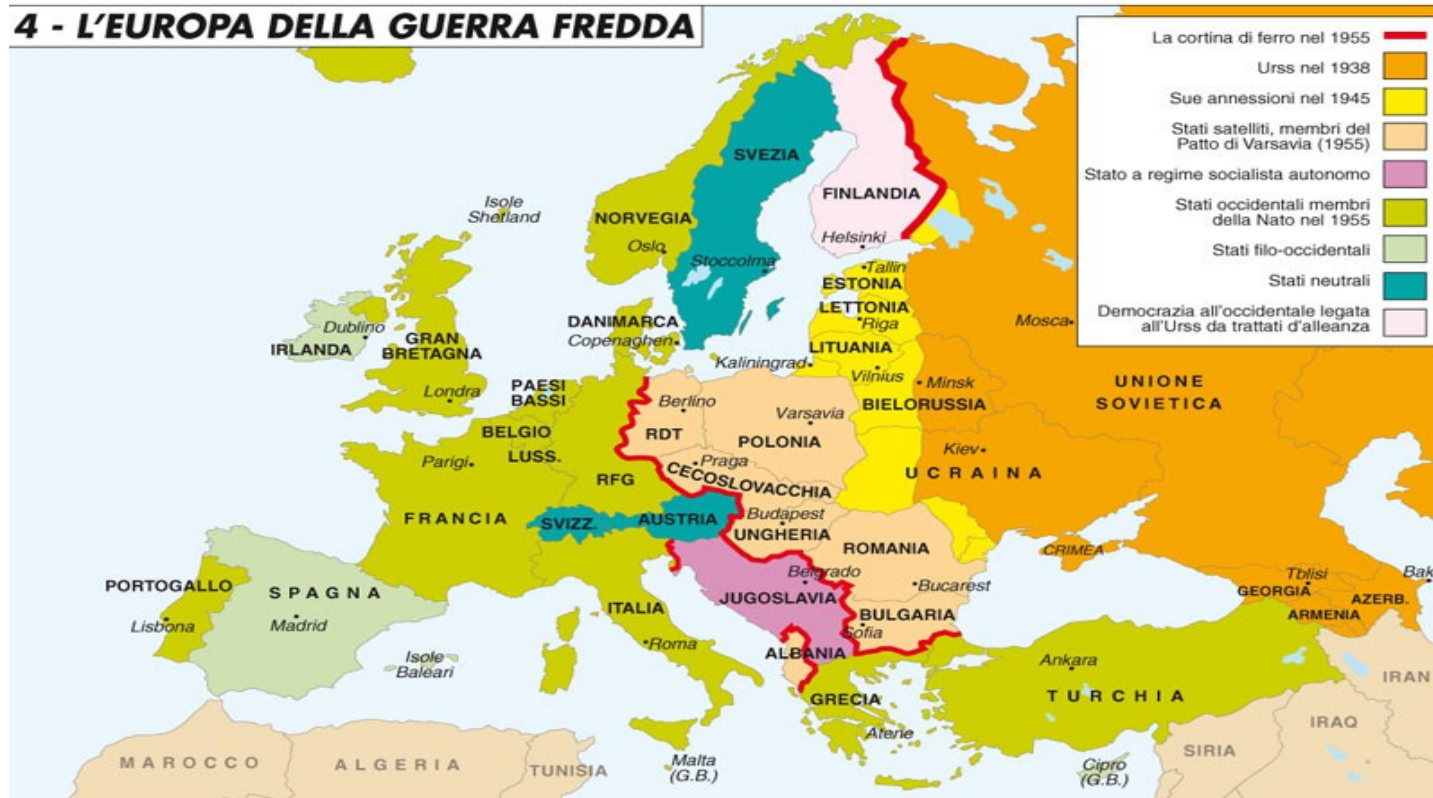 4 - L'EUROPA DELLA GUERRA FREDDA
La cortina di ferro nel 1955
Urss nel 1938
Sue annessioni nel 1945
Stati satelliti, membri del
Patto di Varsavia (1955)
Stato a regime socialista autonomo
Stati occidentali membri
della Nato nel 1955
Stati filo-occidentali
Stati neutrali
Democrazia all'occidentale legata
all'Urss da trattati d'alleanza
SVEZIA
FINLANDIA
Isole
Shetland
NORVEGIA
Oslo
Helsinki
Stoccolma
Tallin
ESTONIA
LETTONIA
Riga
Mosca
DANIMARCA
Copenaghen
Dublino
IRLANDA
GRAN
BRETAGNA
LITUANIA
Kaliningrad
Vilnius
Minsk
BIELORUSSIA
UNIONE
SOVIETICA
Londra
PAESI
BASSI
Berlino
Varsavia
BELGIO
RDT
POLONIA
LUSS.
Parigi
Praga
Kiev
UCRAINA
CECOSLOVACCHIA
RFG
FRANCIA
SVIZZ.
AUSTRIA
Budapest
UNGHERIA
ROMANIA
CRIMEA
PORTOGALLO
SPAGNA
Belgrado
Bucarest
Tblisi
Bak
GEORGIA
AZERB.
JUGOSLAVIA
ITALIA
BULGARIA
ARMENIA
Lisbona
Madrid
Roma
Sofia
Isole
Baleari
ALBANIA
Ankara
IRAN
GRECIA
TURCHIA
Atene
IRAQ
MAROCCO
ALGERIA
TUNISIA
Malta
(G.B.)
Cipro
(G.B.)
SIRIA